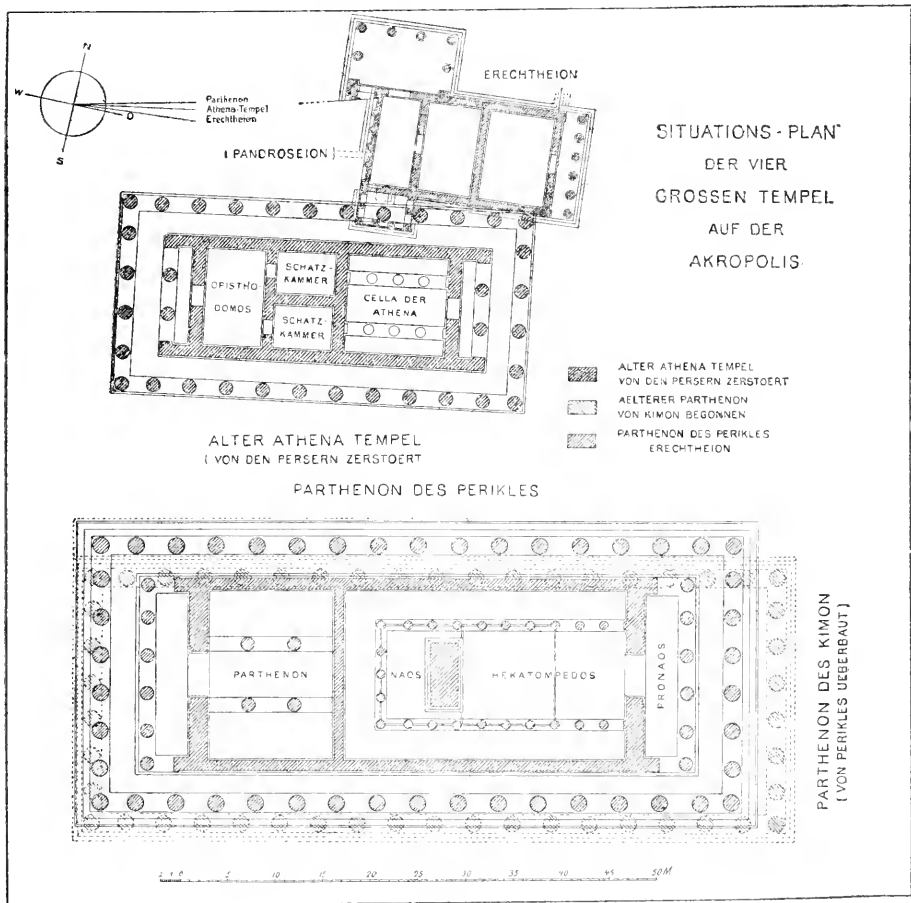 N
W
O
S
Parthenon
Athena-Tempel
Erechtheion
ERECHTHEION
( PANDROSEION )
SITUATIONS-PLAN
DER VIER
GROSSEN TEMPEL
AUF DER
AKROPOLIS.
OPISTHO-
DOMOS
SCHATZ-
KAMMER
SCHATZ-
KAMMER
CELLA DER
ATHENA
ALTER ATHENA TEMPEL
VON DEN PERSERN ZERSTOERT
AELTERER PARTHENON
VON KIMON BEGONNEN
PARTHENON DES PERIKLES
ERECHTHEION
ALTER ATHENA TEMPEL
( VON DEN PERSERN ZERSTOERT
PARTHENON DES PERIKLES
PARTHENON
NAOS
HEKATOMPEDOS
PRONAOS
PARTHENON DES KIMON
(VON PERIKLES UEBERBAUT)
5 10 15 20 25 30 35 40 45 50 M